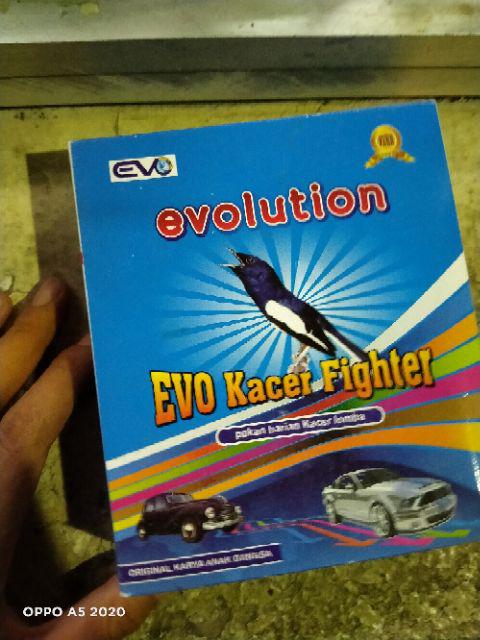 EVO
evolution
EVO Kacer Fighter
pakan harian Kacer lomba
ORIGINAL KARYA ANAK BANGSA
OPPO A5 2020